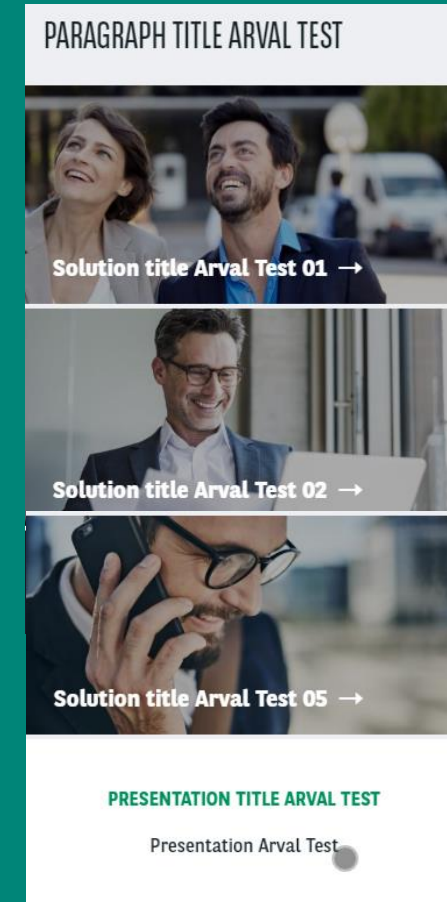 PARAGRAPH TITLE ARVAL TEST
Solution title Arval Test 01 →
Solution title Arval Test 02 →
Solution title Arval Test 05 →
PRESENTATION TITLE ARVAL TEST
Presentation Arval Test